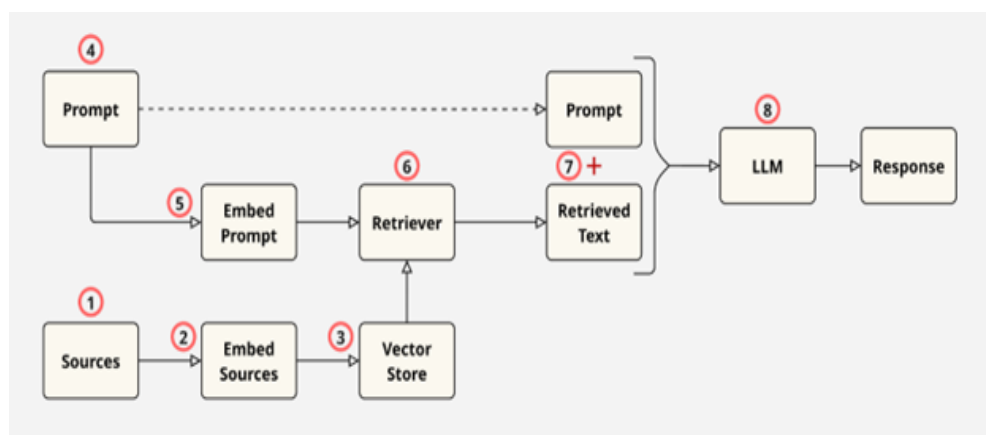 4
Prompt
Prompt
8
LLM
Response
5
Embed
Prompt
6
Retriever
7 +
Retrieved
Text
1
Sources
2
Embed
Sources
3
Vector
Store